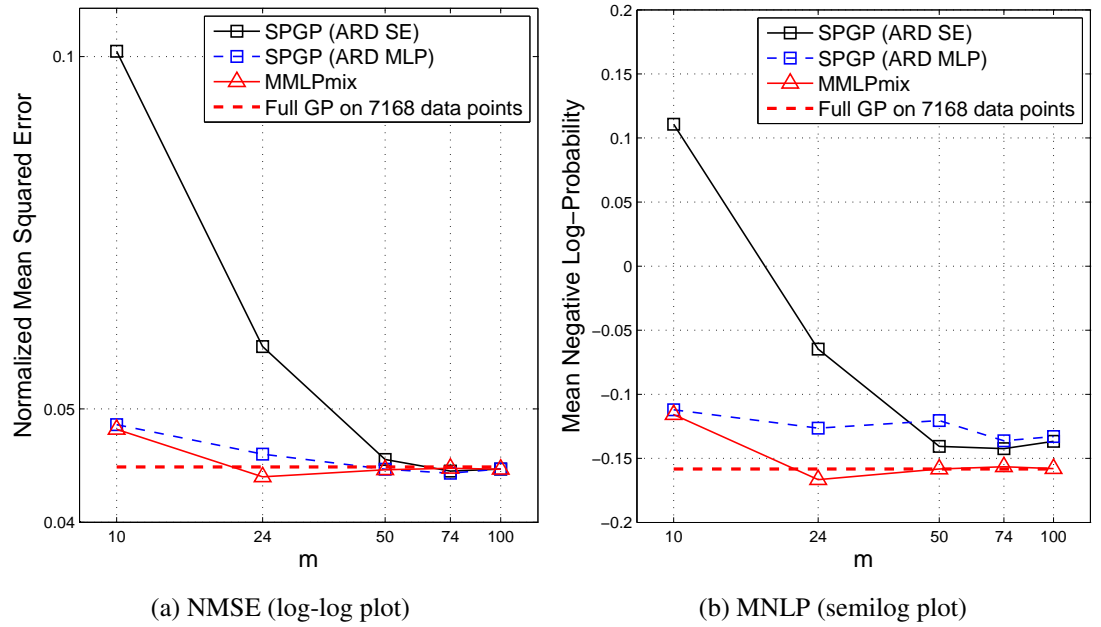 SPGP (ARD SE)
SPGP (ARD MLP)
MMLPmix
Full GP on 7168 data points
Normalized Mean Squared Error
0.1
0.05
0.04
10
24
50
74
100
m
(a) NMSE (log-log plot)
SPGP (ARD SE)
SPGP (ARD MLP)
MMLPmix
Full GP on 7168 data points
Mean Negative Log−Probability
0.2
0.15
0.1
0.05
0
−0.05
−0.1
−0.15
−0.2
10
24
50
74
100
m
(b) MNLP (semilog plot)